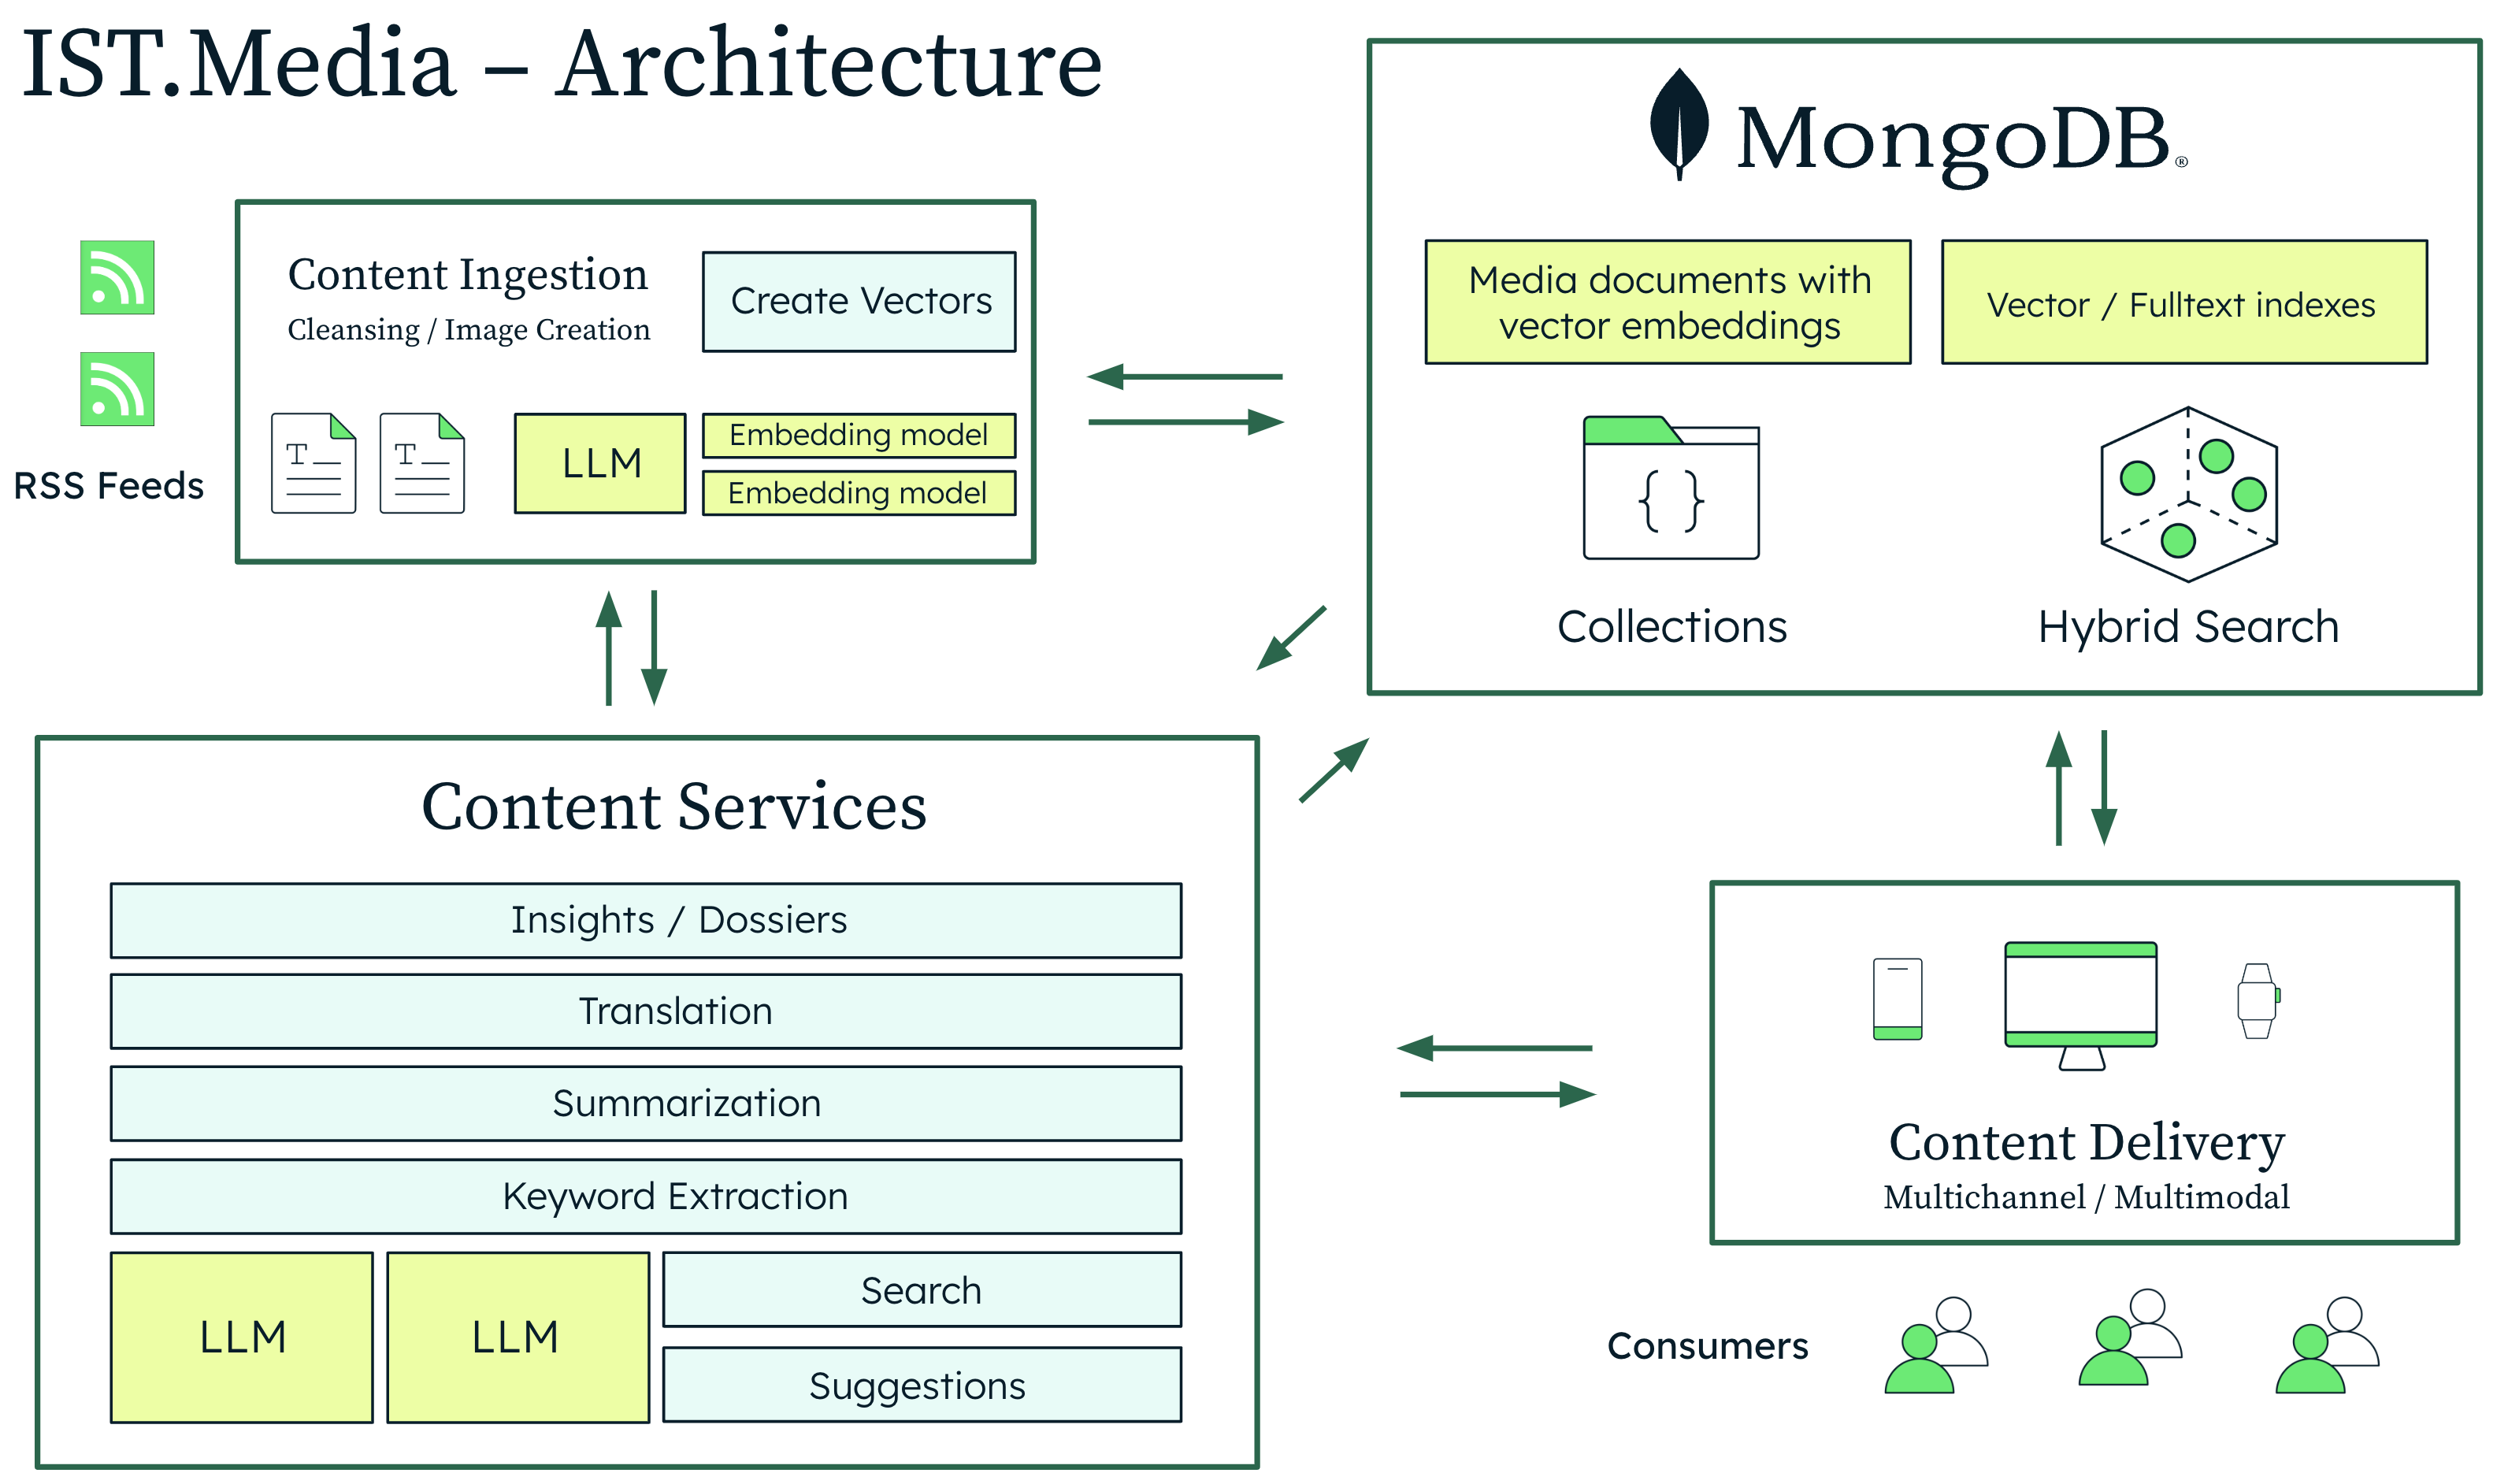 IST.Media – Architecture
RSS Feeds
Content Ingestion
Cleansing / Image Creation
Create Vectors
T
T
LLM
Embedding model
Embedding model
MongoDB®
Media documents with
vector embeddings
Vector / Fulltext indexes
{ }
Collections
Hybrid Search
Content Services
Insights / Dossiers
Translation
Summarization
Keyword Extraction
LLM
LLM
Search
Suggestions
Content Delivery
Multichannel / Multimodal
Consumers